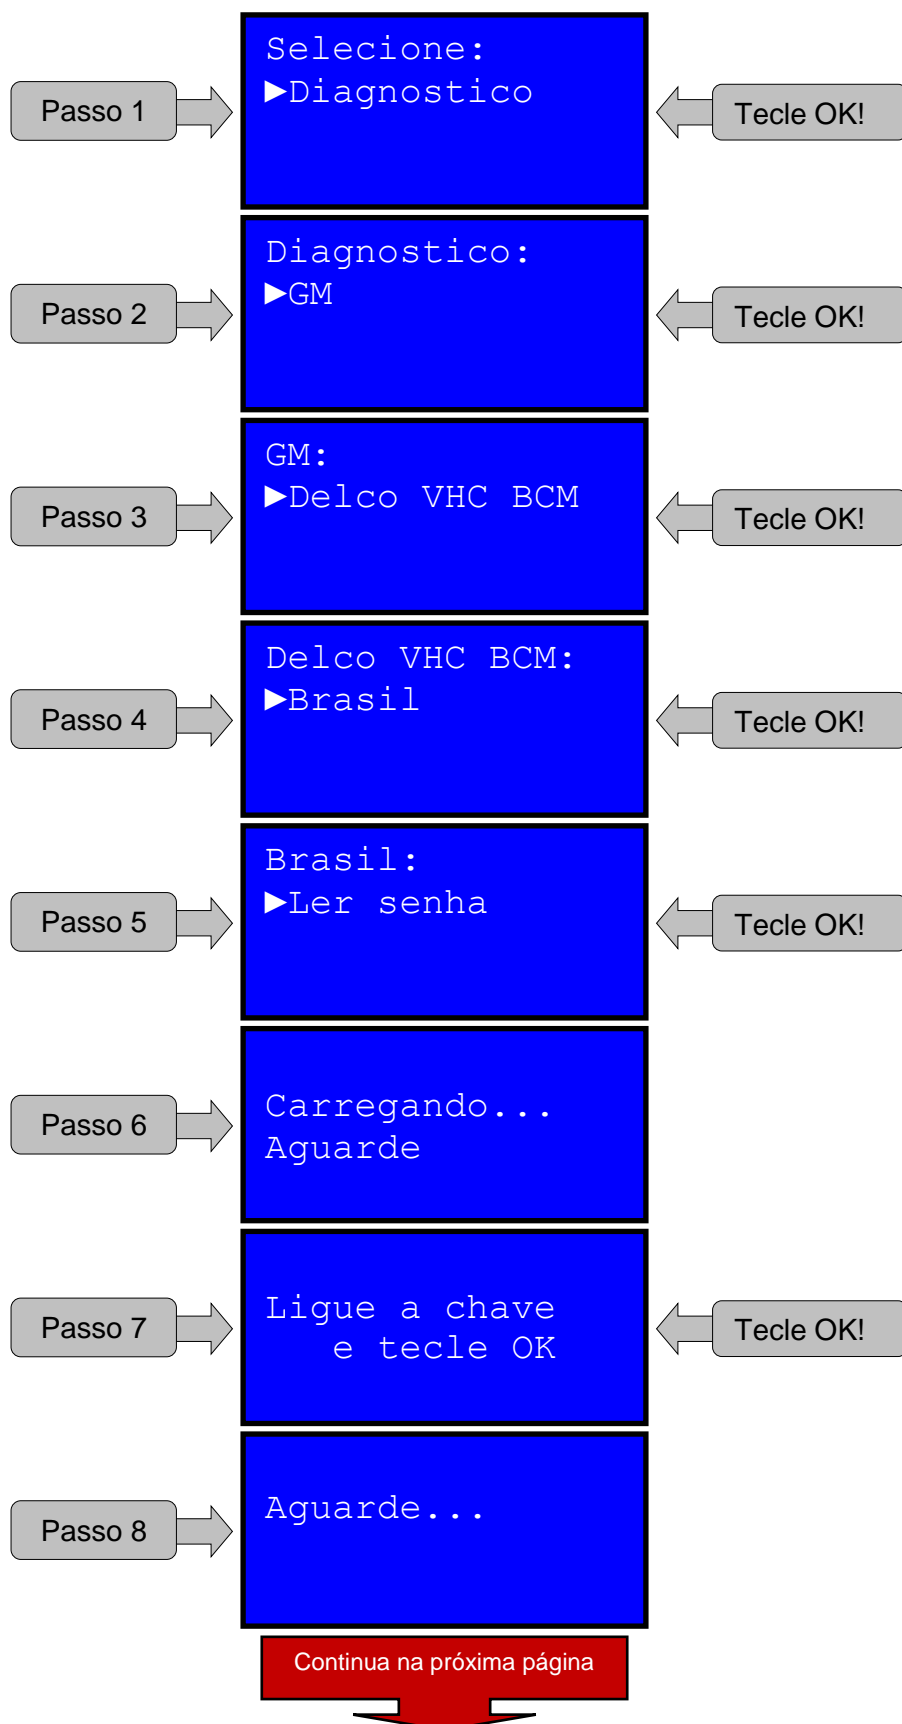 Selecione:
Passo 1
►Diagnostico
Tecle OK!
Diagnostico:
Passo 2
►GM
Tecle OK!
GM:
Passo 3
►Delco VHC BCM
Tecle OK!
Delco VHC BCM:
Passo 4
►Brasil
Tecle OK!
Brasil:
Passo 5
►Ler senha
Tecle OK!
Passo 6
Carregando...
Aguarde
Passo 7
Ligue a chave
e tecle OK
Tecle OK!
Passo 8
Aguarde...
Continua na próxima página